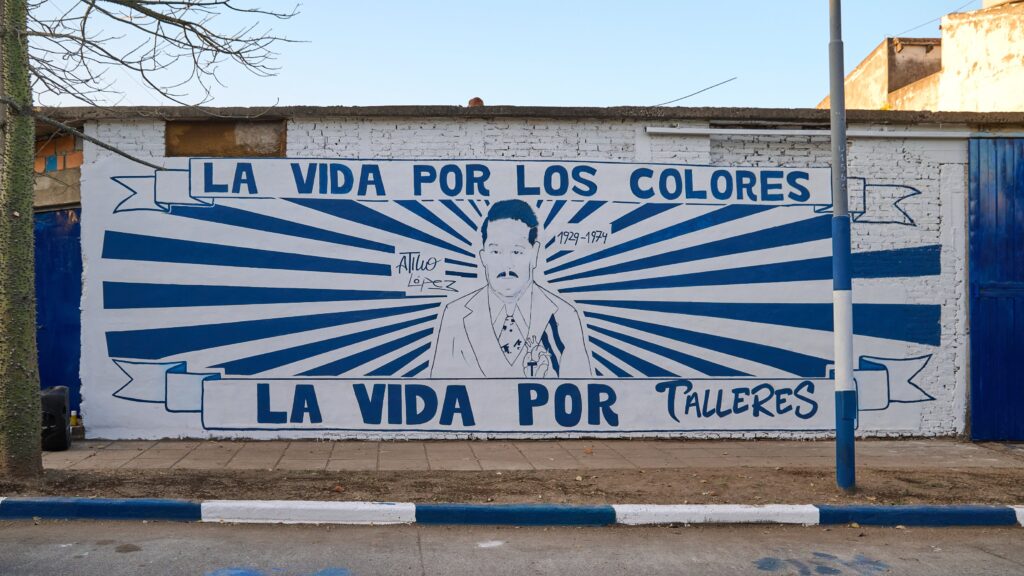 LA VIDA POR LOS COLORES
1929-1974
ATILIO
LÓPEZ
LA VIDA POR TALLERES